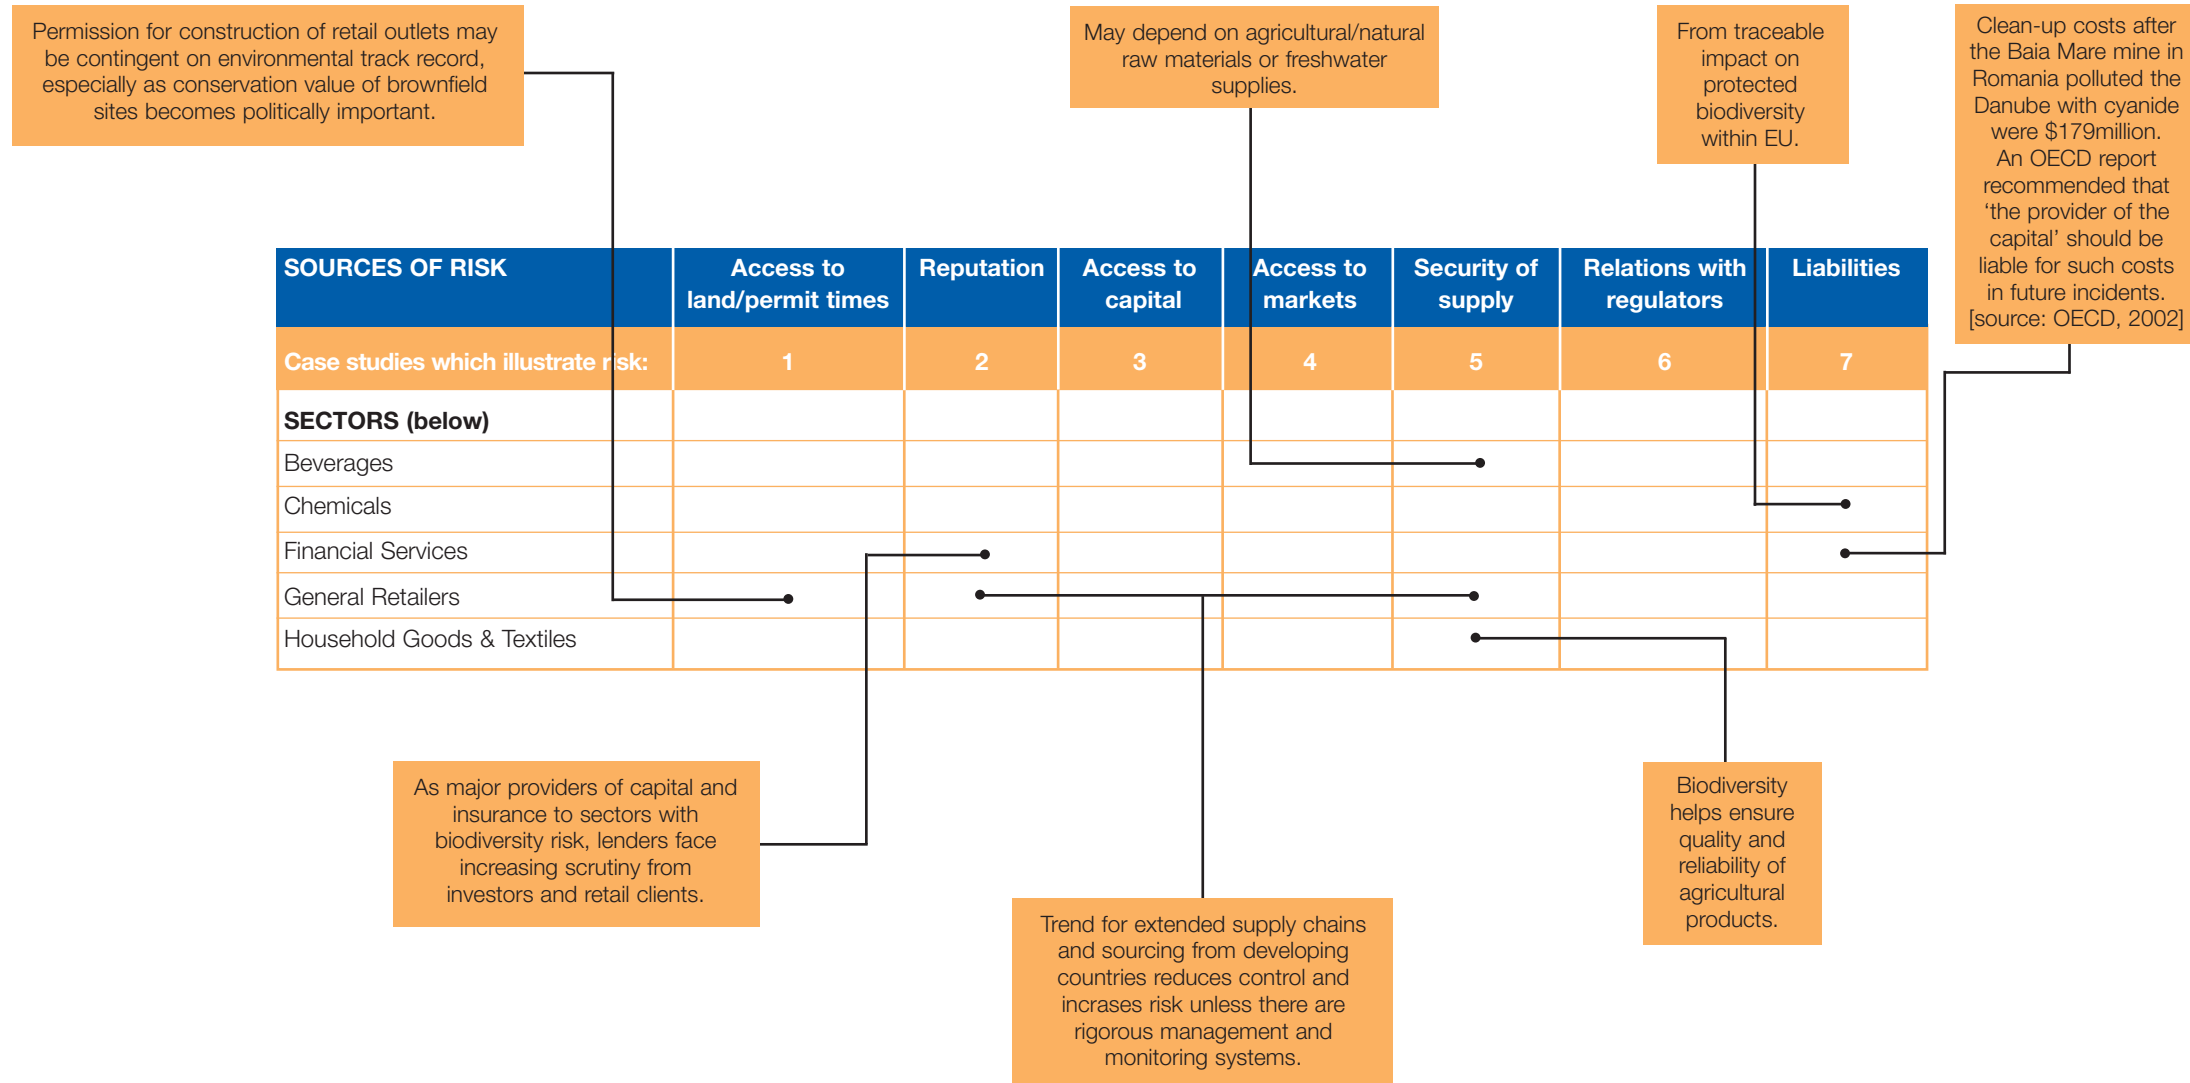 Permission for construction of retail outlets may
be contingent on environmental track record,
especially as conservation value of brownfield
sites becomes politically important.
May depend on agricultural/natural
raw materials or freshwater
supplies.
From traceable
impact on
protected
biodiversity
within EU.
Clean-up costs after
the Baia Mare mine in
Romania polluted the
Danube with cyanide
were $179million.
An OECD report
recommended that
‘the provider of the
capital’ should be
liable for such costs
in future incidents.
[source: OECD, 2002]
SOURCES OF RISK
Access to
land/permit times
Reputation
Access to
capital
Access to
markets
Security of
supply
Relations with
regulators
Liabilities
Case studies which illustrate risk: 1 2 3 4 5 6 7
SECTORS (below)
Beverages
Chemicals
Financial Services
General Retailers
Household Goods & Textiles
As major providers of capital and
insurance to sectors with
biodiversity risk, lenders face
increasing scrutiny from
investors and retail clients.
Trend for extended supply chains
and sourcing from developing
countries reduces control and
incrases risk unless there are
rigorous management and
monitoring systems.
Biodiversity
helps ensure
quality and
reliability of
agricultural
products.